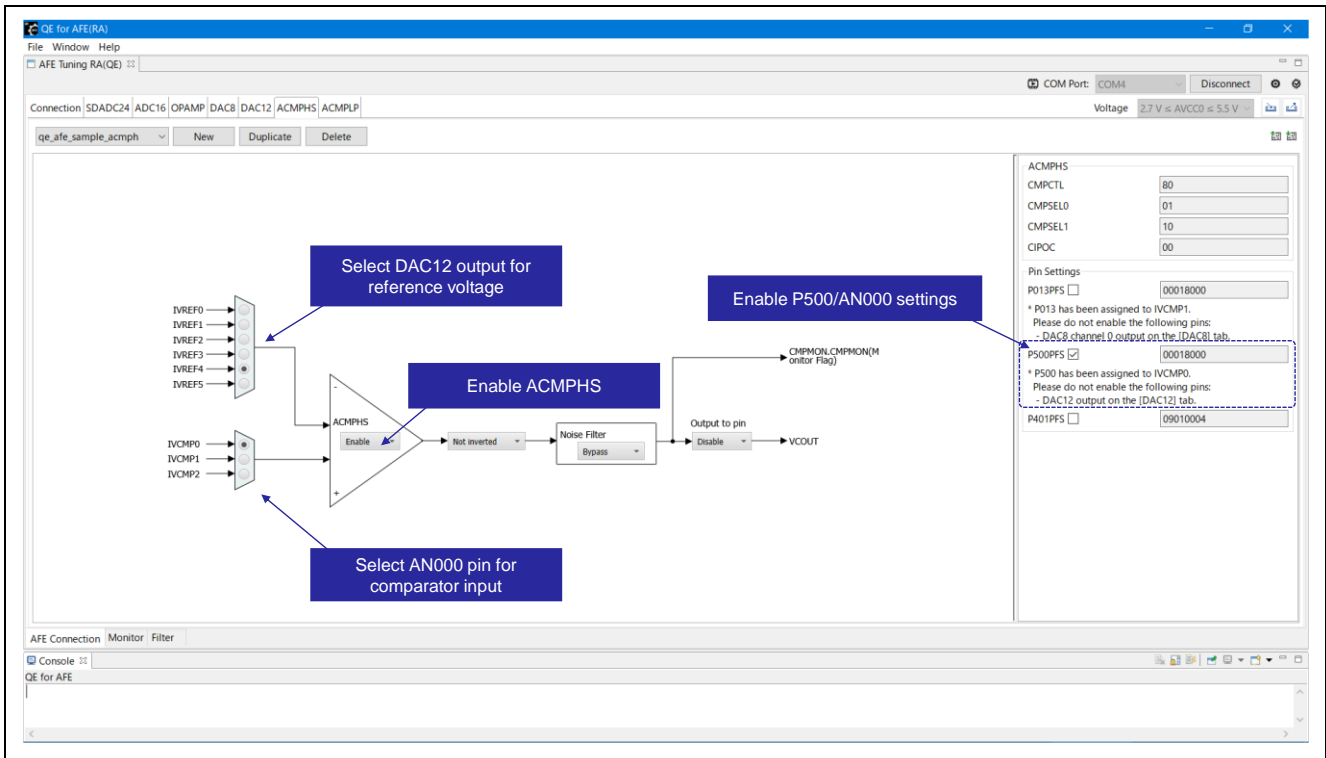 QE for AFE(RA)
File Window Help
AFE Tuning RA(QE)
COM Port: COM4 Disconnect
Connection SDADC24 ADC16 OPAMP DAC8 DAC12 ACMPHS ACMPLP
Voltage 2.7 V ≤ AVCC0 ≤ 5.5 V
qe_afe_sample_acmph New Duplicate Delete
Select DAC12 output for
reference voltage
IVREF0
IVREF1
IVREF2
IVREF3
IVREF4
IVREF5
Enable ACMPHS
Enable P500/AN000 settings
CMPMON.CMPMON(M
onitor Flag)
-
ACMPHS
Enable
Not inverted
Noise Filter
Bypass
Output to pin
Disable
VCOUT
IVCMP0
IVCMP1
IVCMP2
+
Select AN000 pin for
comparator input
ACMPHS
CMPCTL 80
CMPSEL0 01
CMPSEL1 10
CIPOC 00
Pin Settings
P013PFS 00018000
* P013 has been assigned to IVCMP1.
Please do not enable the following pins:
- DAC8 channel 0 output on the [DAC8] tab.
P500PFS 00018000
* P500 has been assigned to IVCMP0.
Please do not enable the following pins:
- DAC12 output on the [DAC12] tab.
P401PFS 09010004
AFE Connection Monitor Filter
Console
QE for AFE